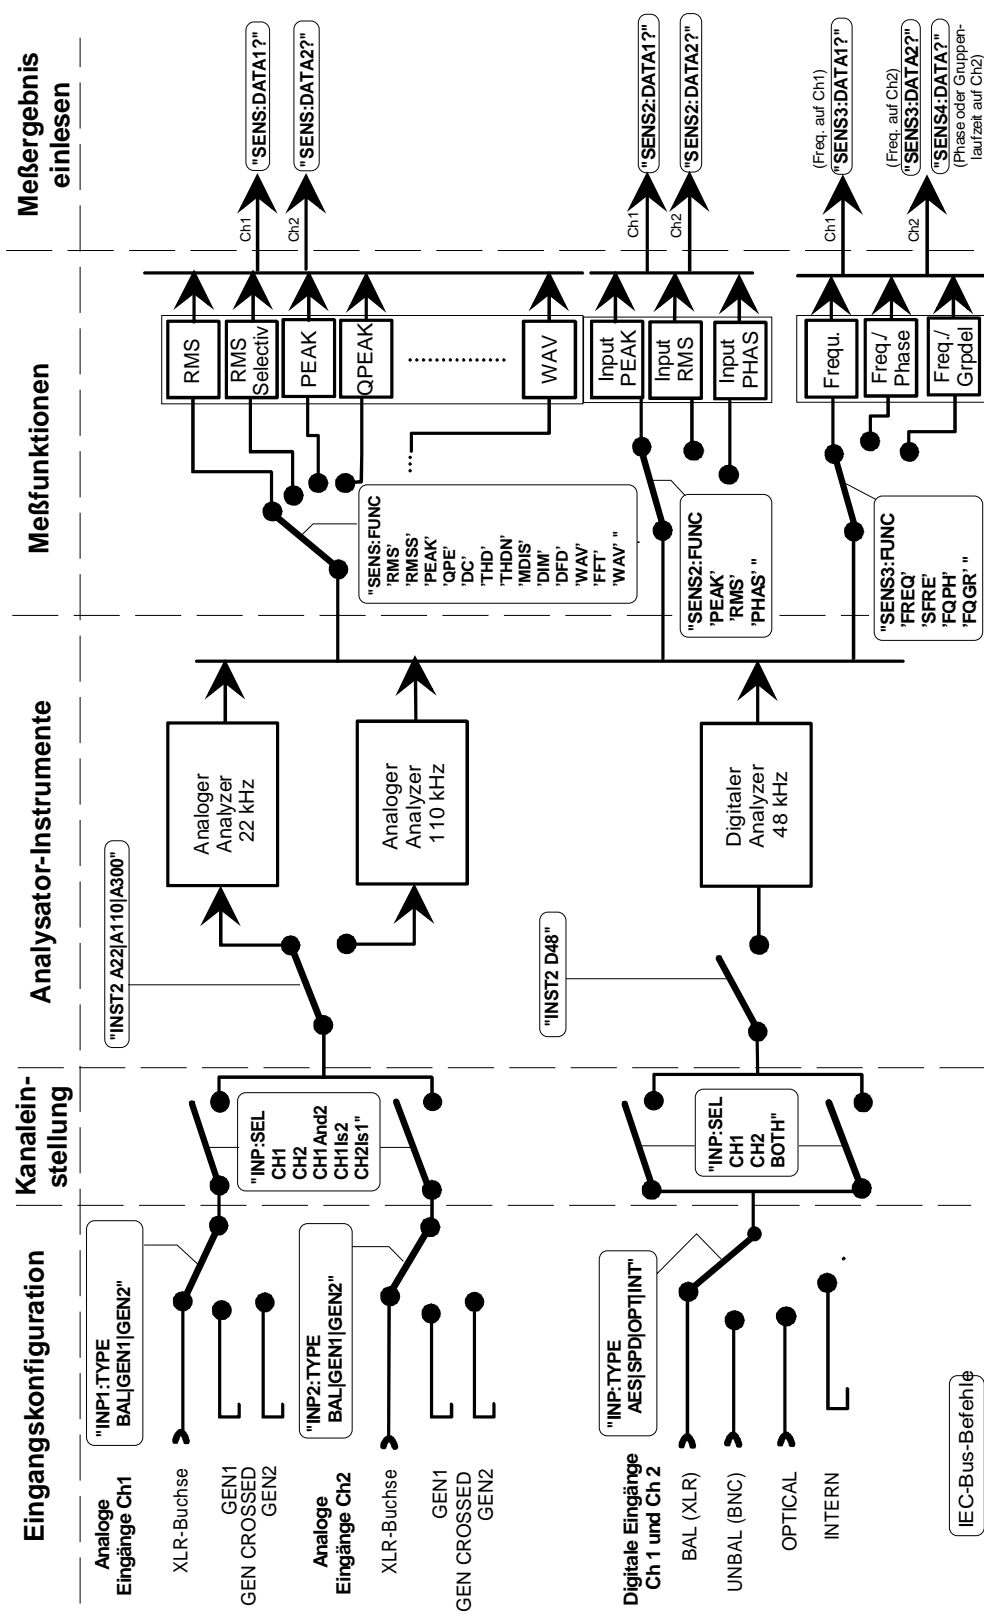 Eingangskonfiguration
Kanalein-
stellung
Analysator-Instrumente
Meßfunktionen
Meßergebnis
einlesen
Analoge
Eingänge Ch1
XLR-Buchse
GEN1
GEN CROSSED
GEN2
"INP1:TYPE
BAL|GEN1|GEN2"
Analoge
Eingänge Ch2
XLR-Buchse
GEN1
GEN CROSSED
GEN2
"INP2:TYPE
BAL|GEN1|GEN2"
Digitale Eingänge
Ch 1 und Ch 2
BAL (XLR)
UNBAL (BNC)
OPTICAL
INTERN
"INP:TYPE
AES|SPD|OPT|INT"
IEC-Bus-Befehle
"INP:SEL
CH1
CH2
CH1And2
CH1Is2
CH2Is1"
"INP:SEL
CH1
CH2
BOTH"
"INST2 A22|A110|A300"
Analoger
Analyzer
22 kHz
Analoger
Analyzer
110 kHz
"INST2 D48"
Digitaler
Analyzer
48 kHz
"SENS:FUNC
'RMS'
'RMSS'
'PEAK'
'QPE'
'DC'
'THD'
'THDN'
'MDIS'
'DIM'
'DFD'
'WAV'
'FFT'
'WAV' "
"SENS2:FUNC
'PEAK'
'RMS'
'PHAS' "
"SENS3:FUNC
'FREQ'
'SFRE'
'FQPH'
'FQGR' "
RMS
RMS
Selectiv
PEAK
QPEAK
WAV
Input
PEAK
Input
RMS
Input
PHAS
Frequ.
Freq./
Phase
Freq./
Grpdel
Ch1
"SENS:DATA1?"
Ch2
"SENS:DATA2?"
Ch1
"SENS2:DATA1?"
Ch2
"SENS2:DATA2?"
Ch1
(Freq. auf Ch1)
"SENS3:DATA1?"
Ch2
(Freq. auf Ch2)
"SENS3:DATA2?"
"SENS4:DATA?"
(Phase oder Gruppen-
laufzeit auf Ch2)